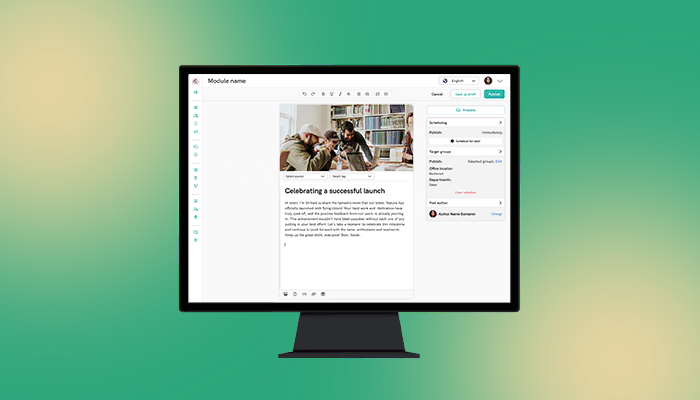 Module name
English
B U I S
Cancel
Save as draft
Publish
Preview
Scheduling
Publish: Immediately
Schedule for later
Target groups
Publish: Selected groups Edit
Office location
Departments,
Sales
Clear selected
Post author
Author Name Surname Change
Select channel Select tag
Celebrating a successful launch
Hi team! I'm thrilled to share the fantastic news that our latest feature has
officially launched with flying colors! Your hard work and dedication have
truly paid off, and the positive feedback from our users is already pouring
in. This achievement wouldn't have been possible without each one of you
putting in your best effort. Let's take a moment to celebrate this milestone
and continue to push forward with the same enthusiasm and teamwork.
Keep up the great work, everyone! Best,